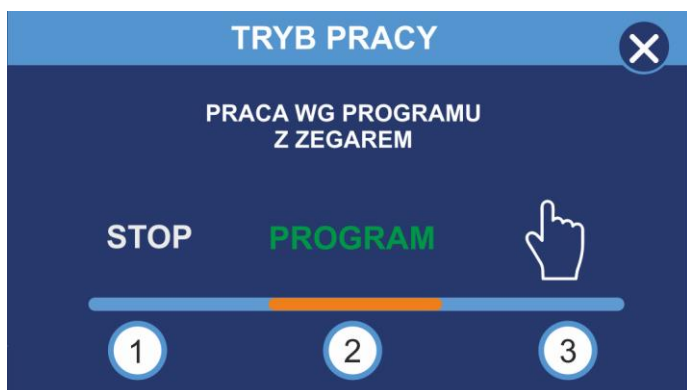 TRYB PRACY
PRACA WG PROGRAMU
Z ZEGAREM
STOP PROGRAM
1 2 3